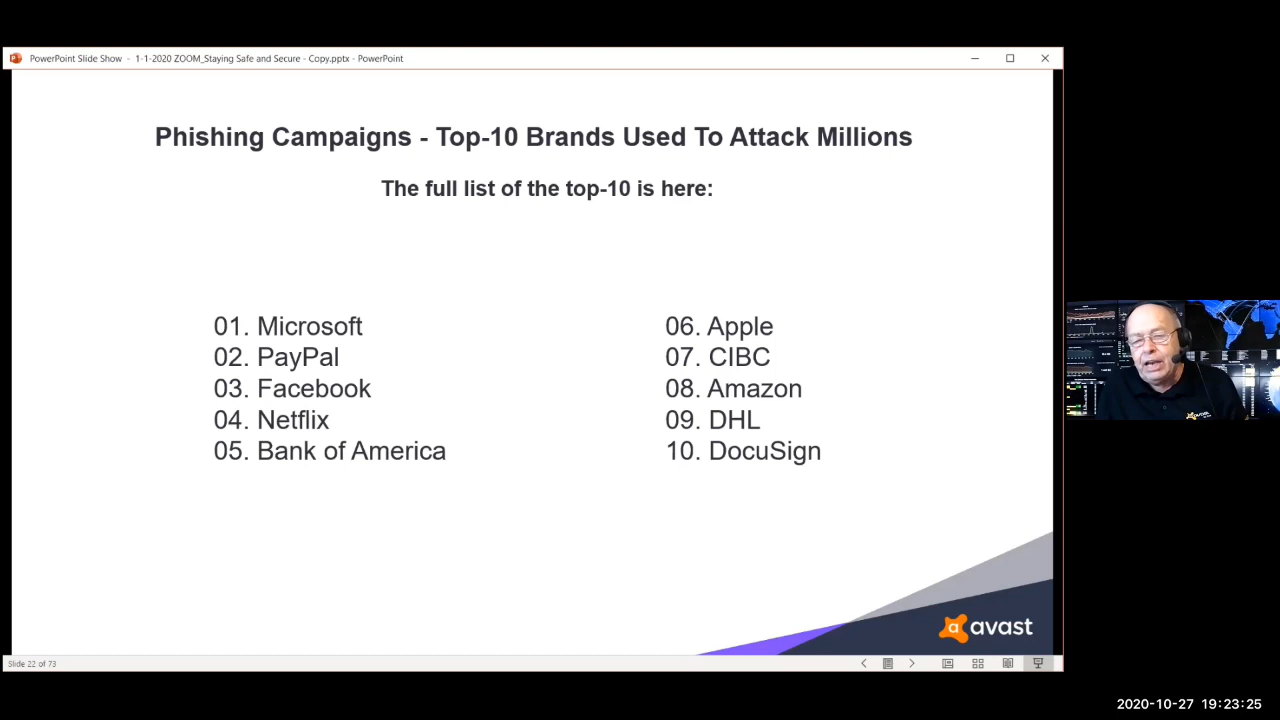 PowerPoint Slide Show - 1-1-2020 ZOOM_Staying Safe and Secure - Copy.pptx - PowerPoint
Phishing Campaigns - Top-10 Brands Used To Attack Millions
The full list of the top-10 is here:
01. Microsoft
02. PayPal
03. Facebook
04. Netflix
05. Bank of America
06. Apple
07. CIBC
08. Amazon
09. DHL
10. DocuSign
avast
Slide 22 of 73
2020-10-27 19:23:25